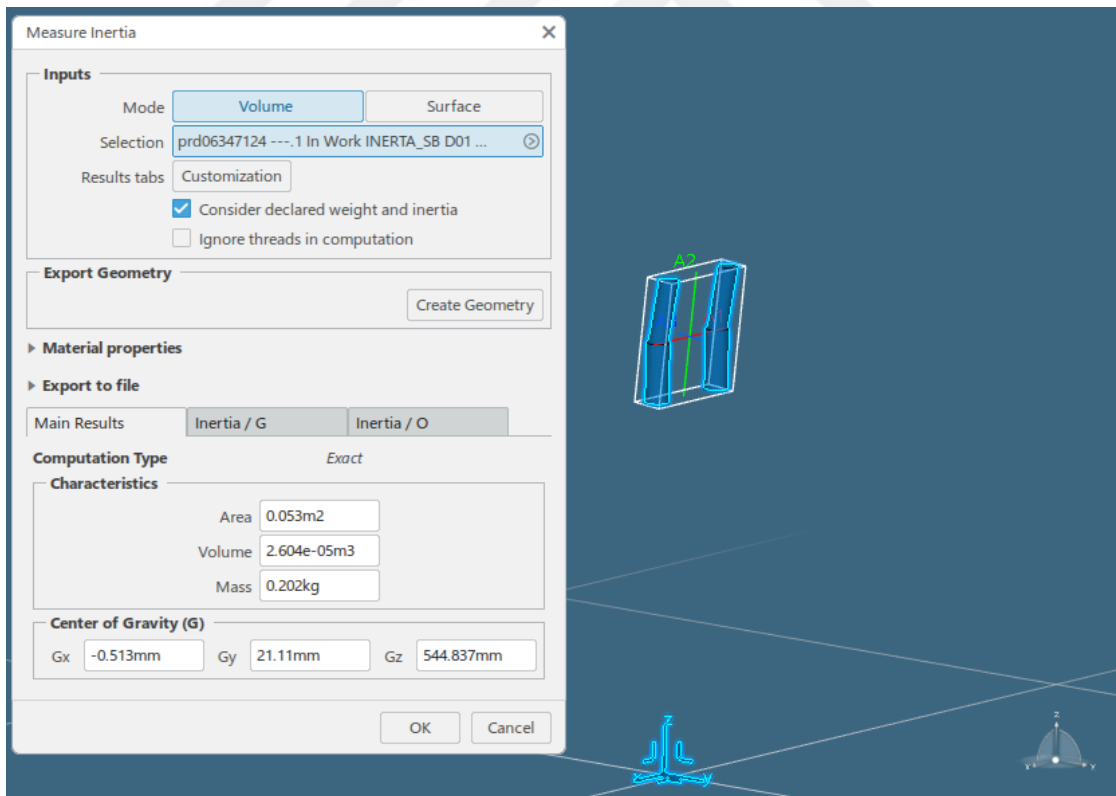 Measure Inertia
Inputs
Mode Volume Surface
Selection prd06347124 ---.1 In Work INERTA_SB D01 ...
Results tabs Customization
Consider declared weight and inertia
Ignore threads in computation
Export Geometry
Create Geometry
Material properties
Export to file
Main Results Inertia / G Inertia / O
Computation Type Exact
Characteristics
Area 0.053m2
Volume 2.604e-05m3
Mass 0.202kg
Center of Gravity (G)
Gx -0.513mm Gy 21.11mm Gz 544.837mm
OK Cancel
A2
z
x y
z
Y